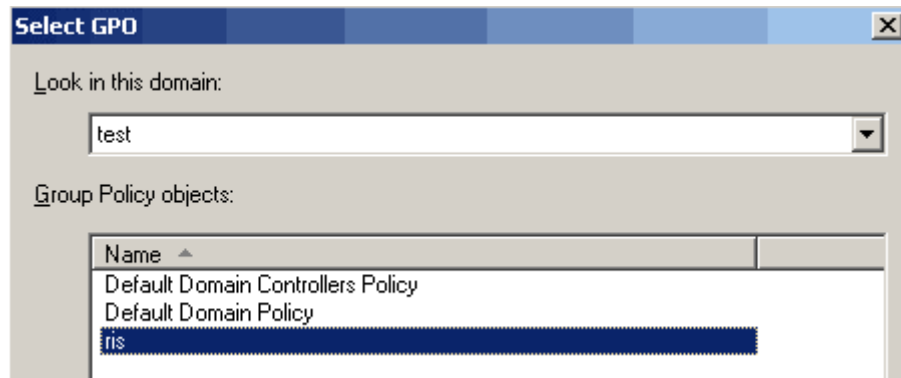 Select GPO
Look in this domain:
test
Group Policy objects:
Name
Default Domain Controllers Policy
Default Domain Policy
ris